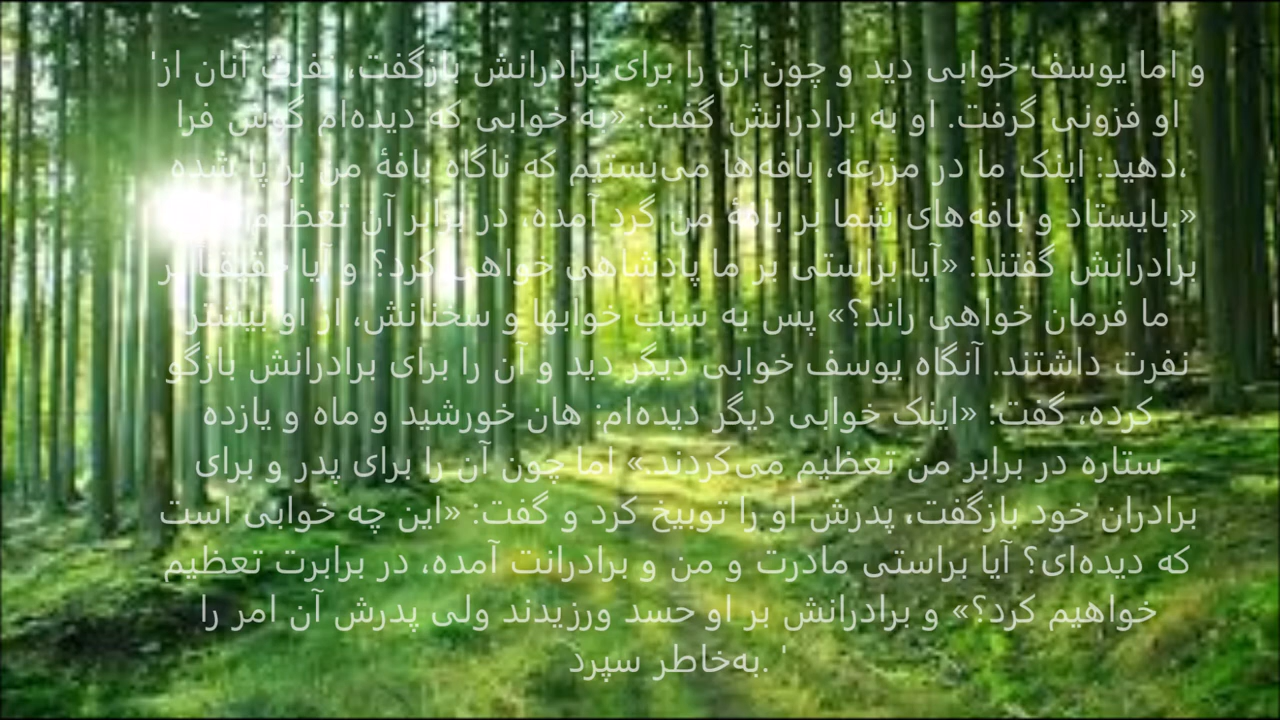 'و اما یوسف خوابی دید و چون آن را برای برادرانش بازگفت، نفرت آنان از
او فزونی گرفت. او به برادرانش گفت: «به خوابی که دیده‌ام گوش فرا
دهید: اینک ما در مزرعه، بافه‌ها می‌بستیم که ناگاه بافهٔ من بر پا شده،
بایستاد و بافه‌های شما بر بافهٔ من گرد آمده، در برابر آن تعظیم .»
برادرانش گفتند: «آیا براستی بر ما پادشاهی خواهی کرد؟ و آیا حقیقتاً بر
ما فرمان خواهی راند؟» پس به سبب خوابها و سخنانش، از او بیشتر
نفرت داشتند. آنگاه یوسف خوابی دیگر دید و آن را برای برادرانش بازگو
کرده، گفت: «اینک خوابی دیگر دیده‌ام: هان خورشید و ماه و یازده
ستاره در برابر من تعظیم می‌کردند.» اما چون آن را برای پدر و برای
برادران خود بازگفت، پدرش او را توبیخ کرد و گفت: «این چه خوابی است
که دیده‌ای؟ آیا براستی مادرت و من و برادرانت آمده، در برابرت تعظیم
خواهیم کرد؟» و برادرانش بر او حسد ورزیدند ولی پدرش آن امر را
به‌خاطر سپرد. '